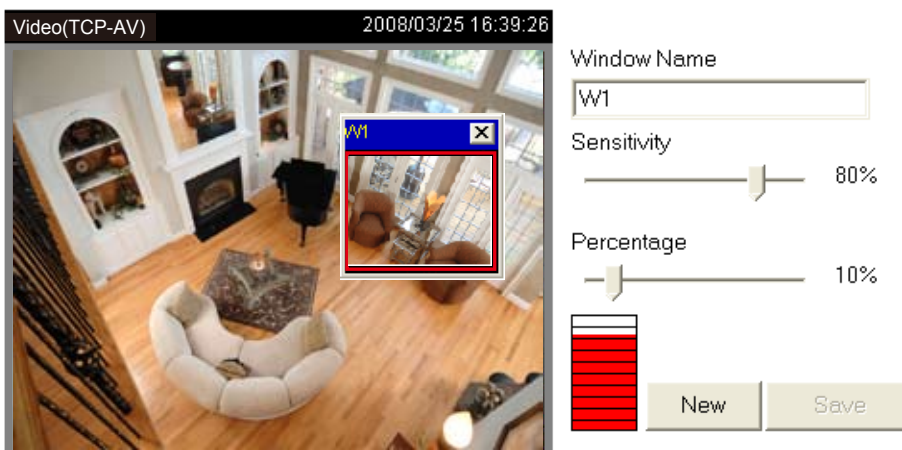 Video(TCP-AV) 2008/03/25 16:39:26
W1
Window Name
W1
Sensitivity
80%
Percentage
10%
New Save